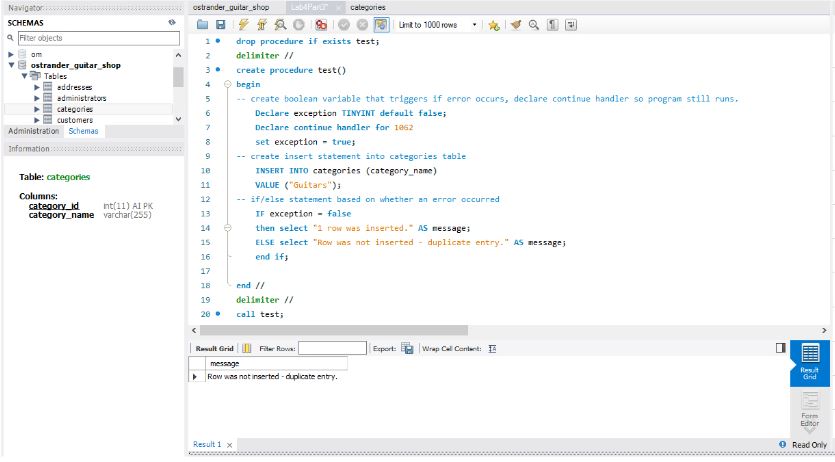 Navigator
ostrander_guitar_shop
Lab4Part3* ×
categories
SCHEMAS
Filter objects
om
ostrander_guitar_shop
Tables
addresses
administrators
categories
customers
Administration Schemas
Information
Table: categories
Columns:
category_id int(11) AI PK
category_name varchar(255)
Limit to 1000 rows
1 drop procedure if exists test;
2 delimiter //
3 create procedure test()
4 begin
5 -- create boolean variable that triggers if error occurs, declare continue handler so program still runs.
6 Declare exception TINYINT default false;
7 Declare continue handler for 1062
8 set exception = true;
9 -- create insert statement into categories table
10 INSERT INTO categories (category_name)
11 VALUE ("Guitars");
12 -- if/else statement based on whether an error occurred
13 IF exception = false
14 then select "1 row was inserted." AS message;
15 ELSE select "Row was not inserted - duplicate entry." AS message;
16 end if;
17
18 end //
19 delimiter //
20 call test;
Result Grid Filter Rows: Export: Wrap Cell Content:
message
Row was not inserted - duplicate entry.
Result Grid
Form Editor
Result 1 ×
Read Only